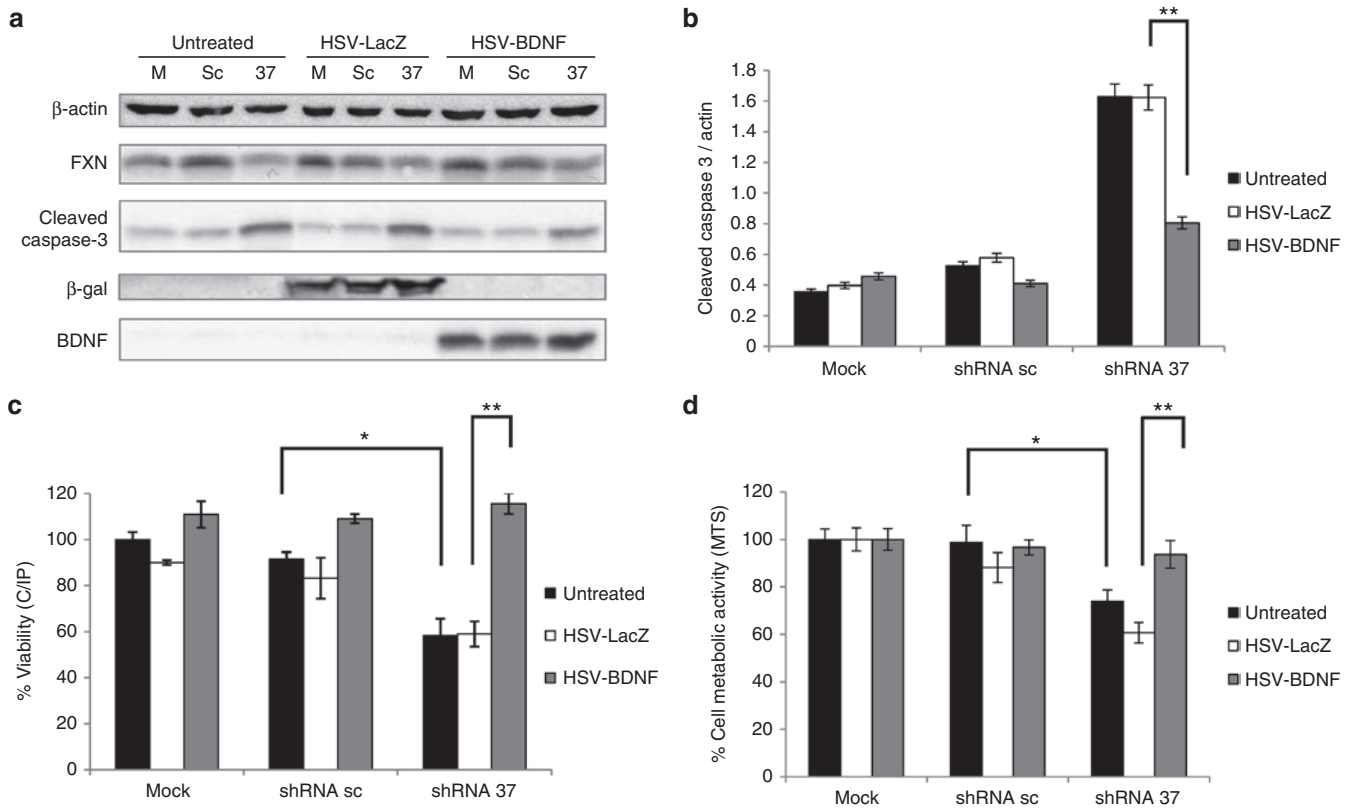 a
Untreated HSV-LacZ HSV-BDNF
M Sc 37 M Sc 37 M Sc 37
β-actin
FXN
Cleaved
caspase-3
β-gal
BDNF
b
**
Cleaved caspase 3 / actin
1.8
1.6
1.4
1.2
1
0.8
0.6
0.4
0.2
0
Mock shRNA sc shRNA 37
Untreated
HSV-LacZ
HSV-BDNF
c
*
**
% Viability (C/IP)
120
100
80
60
40
20
0
Mock shRNA sc shRNA 37
Untreated
HSV-LacZ
HSV-BDNF
d
*
**
% Cell metabolic activity (MTS)
120
100
80
60
40
20
0
Mock shRNA sc shRNA 37
Untreated
HSV-LacZ
HSV-BDNF